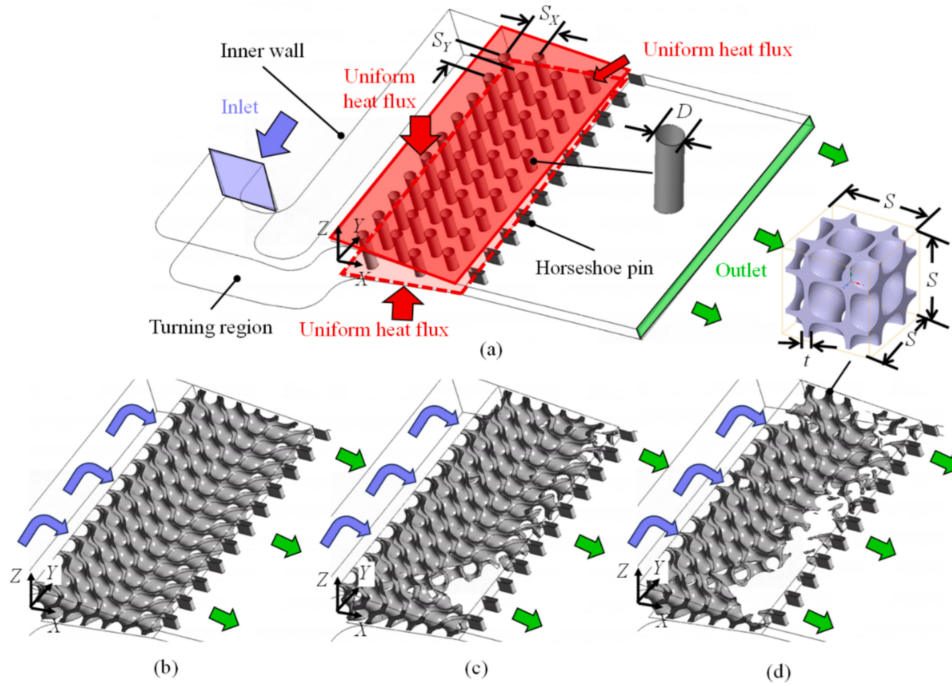 S_X
S_Y
Inner wall
Uniform heat flux
Uniform
heat flux
Inlet
D
S
Z
Y
X
Horseshoe pin
Outlet
S
S
t
Turning region
Uniform heat flux
(a)
Z
Y
X
Z
Y
X
Z
Y
X
(b)
(c)
(d)